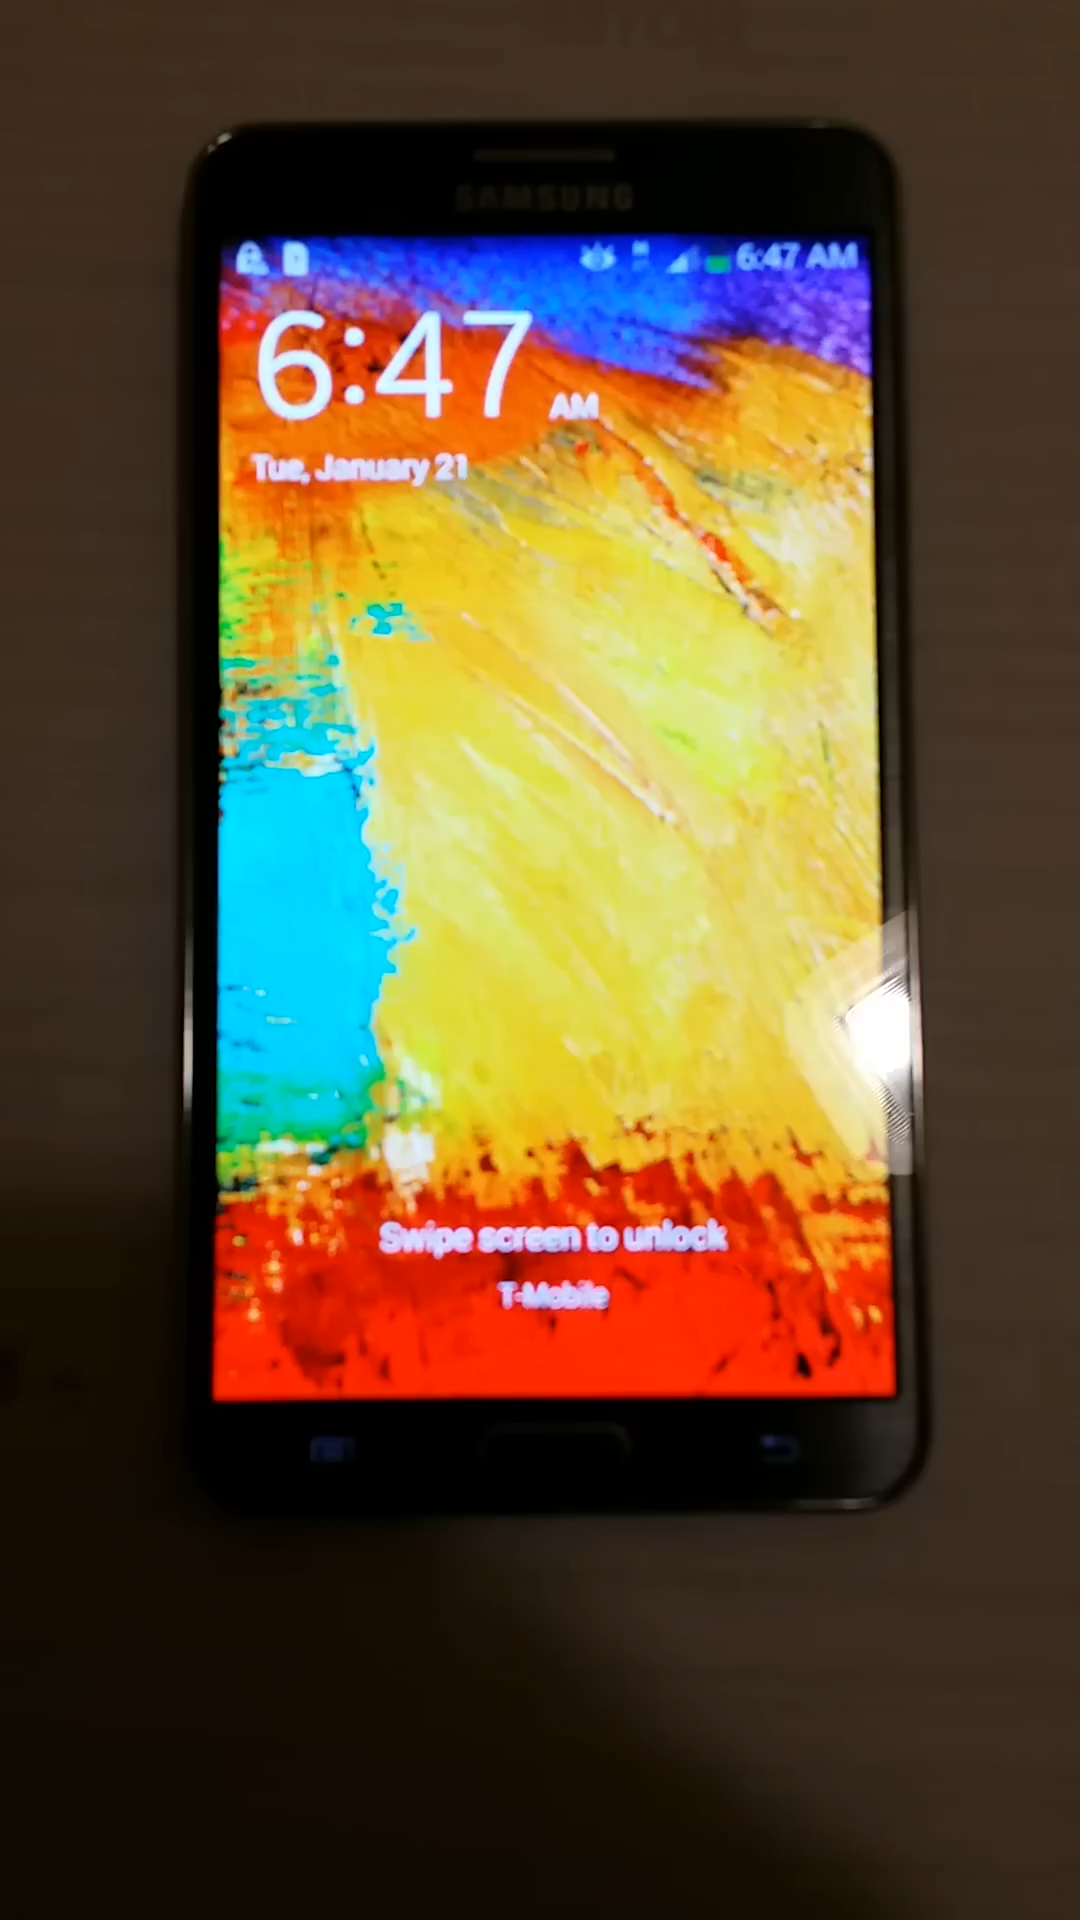 SAMSUNG
6:47 AM
6:47 AM
Tue, January 21
Swipe screen to unlock
T-Mobile